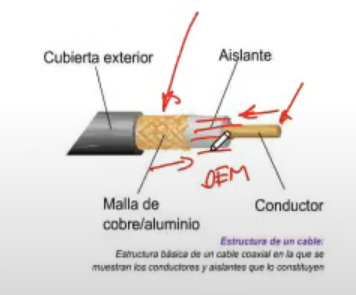 Cubierta exterior
Aislante
OEM
Malla de
cobre/aluminio
Conductor
Estructura de un cable:
Estructura básica de un cable coaxial en la que se
muestran los conductores y aislantes que lo constituyen